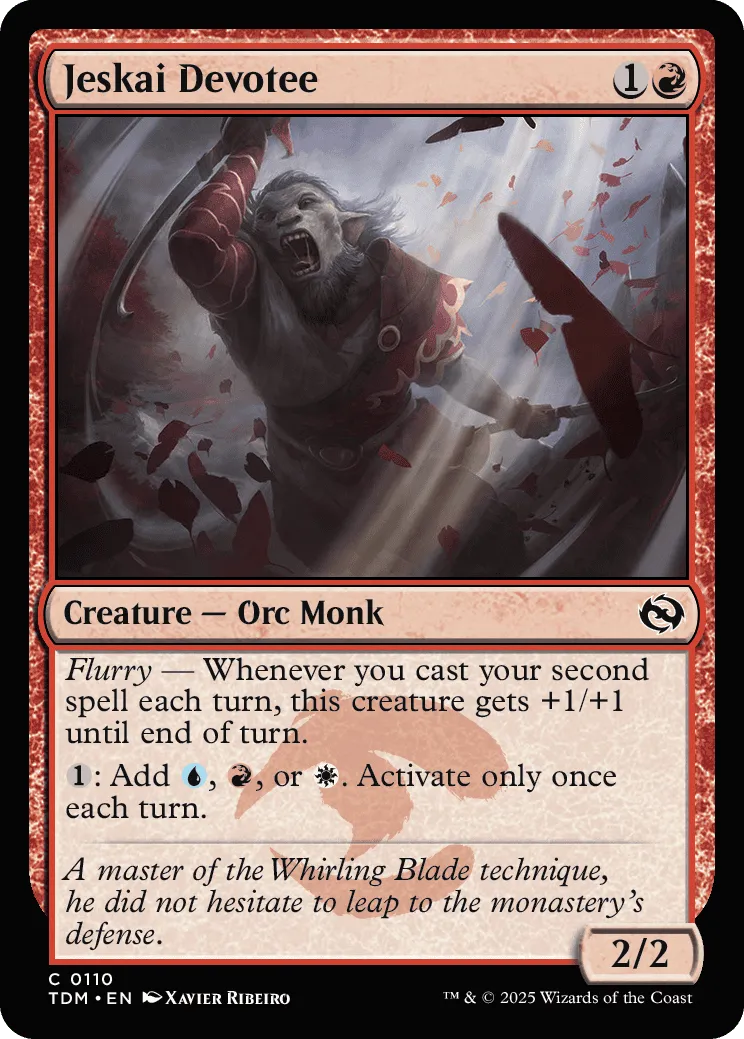 Jeskai Devotee 1
Creature — Orc Monk
Flurry — Whenever you cast your second
spell each turn, this creature gets +1/+1
until end of turn.
1: Add , , or . Activate only once
each turn.
A master of the Whirling Blade technique,
he did not hesitate to leap to the monastery's
defense.
2/2
C 0110
TDM • EN Xavier Ribeiro
™ & © 2025 Wizards of the Coast